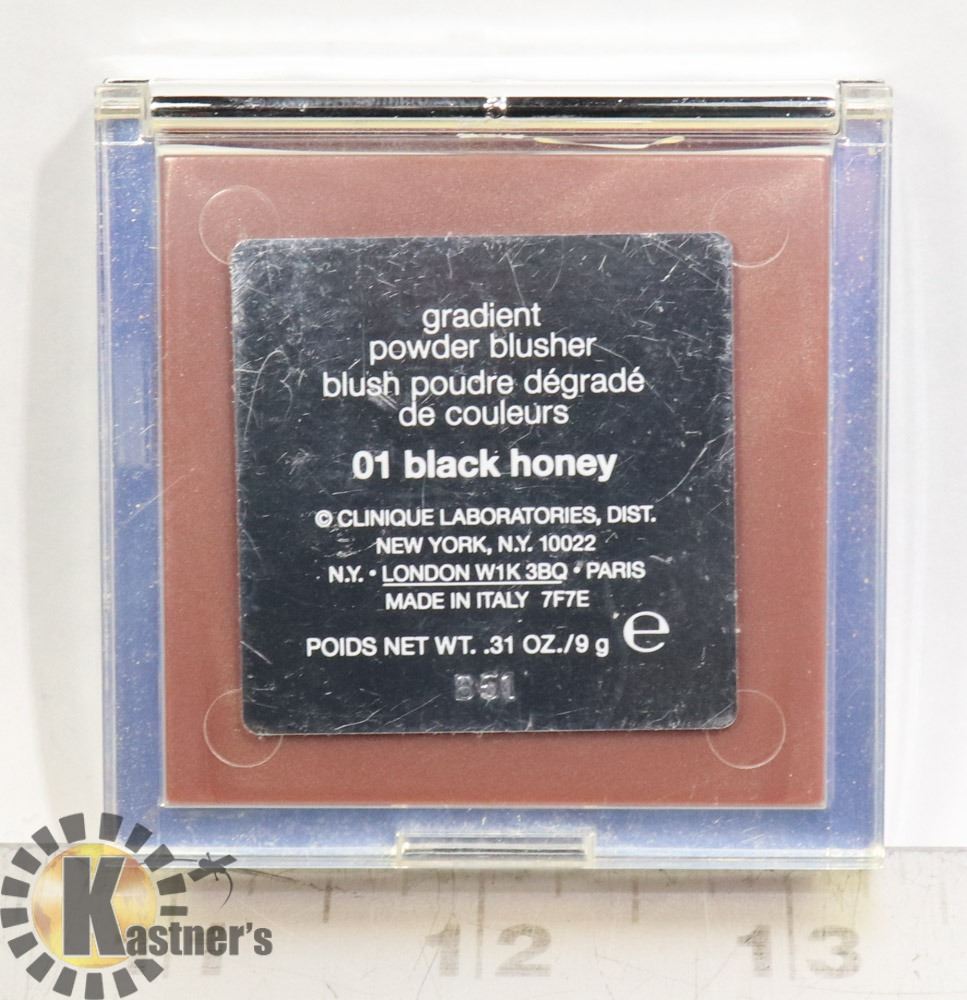 gradient
powder blusher
blush poudre dégradé
de couleurs
01 black honey
© CLINIQUE LABORATORIES, DIST.
NEW YORK, N.Y. 10022
N.Y. • LONDON W1K 3BQ • PARIS
MADE IN ITALY 7F7E
POIDS NET WT. .31 OZ./9 g e
B51
Kastner's
12 13